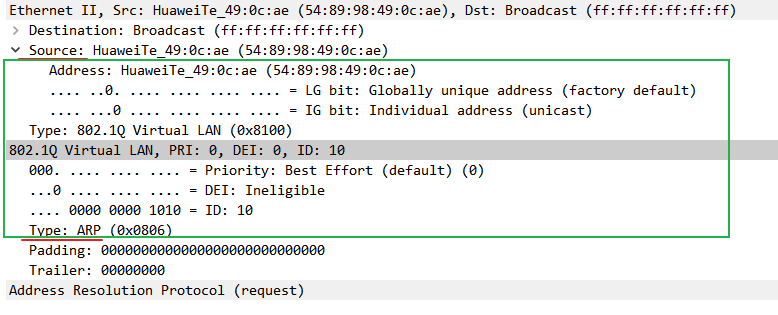 Ethernet II, Src: HuaweiTe_49:0c:ae (54:89:98:49:0c:ae), Dst: Broadcast (ff:ff:ff:ff:ff:ff)
Destination: Broadcast (ff:ff:ff:ff:ff:ff)
Source: HuaweiTe_49:0c:ae (54:89:98:49:0c:ae)
Address: HuaweiTe_49:0c:ae (54:89:98:49:0c:ae)
.... ..0. .... .... .... .... = LG bit: Globally unique address (factory default)
.... ...0 .... .... .... .... = IG bit: Individual address (unicast)
Type: 802.1Q Virtual LAN (0x8100)
802.1Q Virtual LAN, PRI: 0, DEI: 0, ID: 10
000. .... .... .... = Priority: Best Effort (default) (0)
...0 .... .... .... = DEI: Ineligible
.... 0000 0000 1010 = ID: 10
Type: ARP (0x0806)
Padding: 0000000000000000000000000000
Trailer: 00000000
Address Resolution Protocol (request)